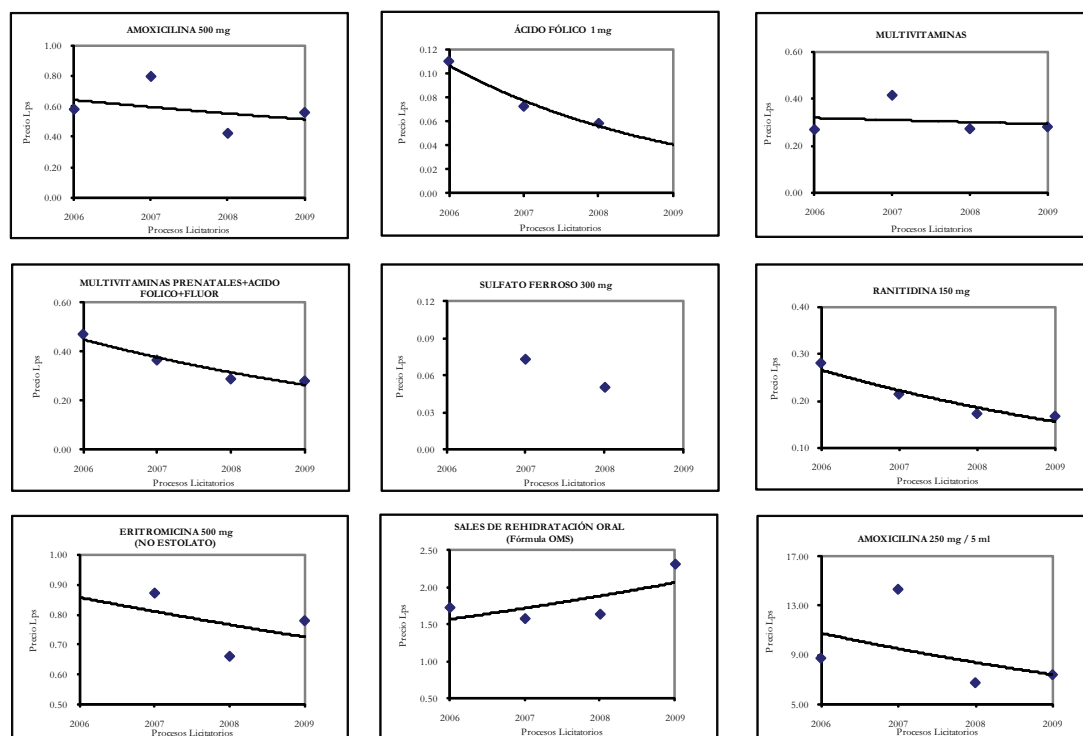 AMOXICILINA 500 mg
1.00
0.80
0.60
0.40
0.20
0.00
Precio Lps
2006 2007 2008 2009
Procesos Licitatorios
ÁCIDO FÓLICO 1 mg
0.12
0.10
0.08
0.06
0.04
0.02
0.00
Precio Lps
2006 2007 2008 2009
Procesos Licitatorios
MULTIVITAMINAS
0.60
0.40
0.20
0.00
Precio Lps
2006 2007 2008 2009
Procesos Licitatorios
MULTIVITAMINAS PRENATALES+ACIDO
FOLICO+FLUOR
0.60
0.40
0.20
0.00
Precio Lps
2006 2007 2008 2009
Procesos Licitatorios
SULFATO FERROSO 300 mg
0.12
0.09
0.06
0.03
0.00
Precio Lps
2006 2007 2008 2009
Procesos Licitatorios
RANITIDINA 150 mg
0.40
0.30
0.20
0.10
Precio Lps
2006 2007 2008 2009
Procesos Licitatorios
ERITROMICINA 500 mg
(NO ESTOLATO)
1.00
0.90
0.80
0.70
0.60
0.50
Precio Lps
2006 2007 2008 2009
Procesos Licitatorios
SALES DE REHIDRATACIÓN ORAL
(Fórmula OMS)
2.50
2.00
1.50
1.00
0.50
Precio Lps
2006 2007 2008 2009
Procesos Licitatorios
AMOXICILINA 250 mg / 5 ml
17.00
13.00
9.00
5.00
Precio Lps
2006 2007 2008 2009
Procesos Licitatorios